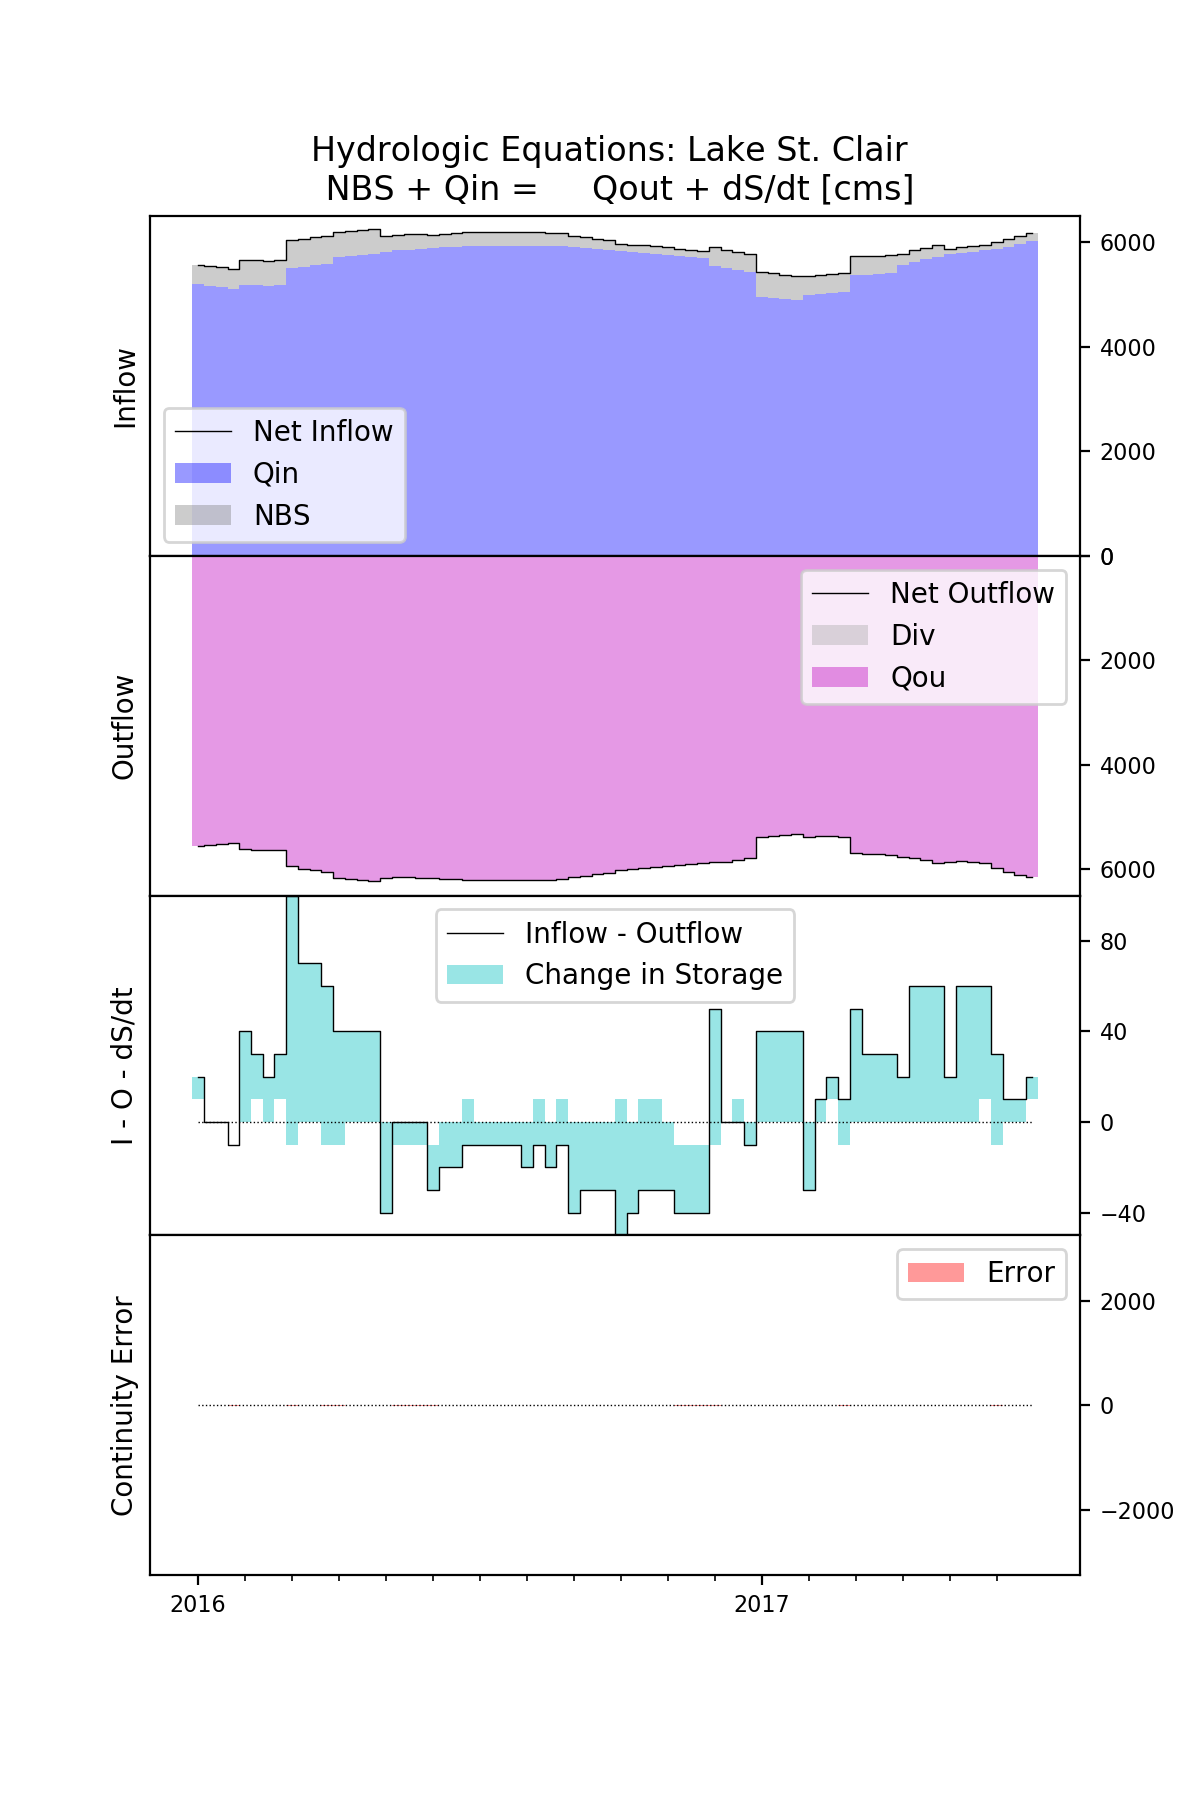 Hydrologic Equations: Lake St. Clair
NBS + Qin = Qout + dS/dt [cms]
Inflow
6000
4000
2000
0
Net Inflow
Qin
NBS
Outflow
0
2000
4000
6000
Net Outflow
Div
Qou
I - O - dS/dt
80
40
0
−40
Inflow - Outflow
Change in Storage
Continuity Error
2000
0
−2000
Error
2016
2017